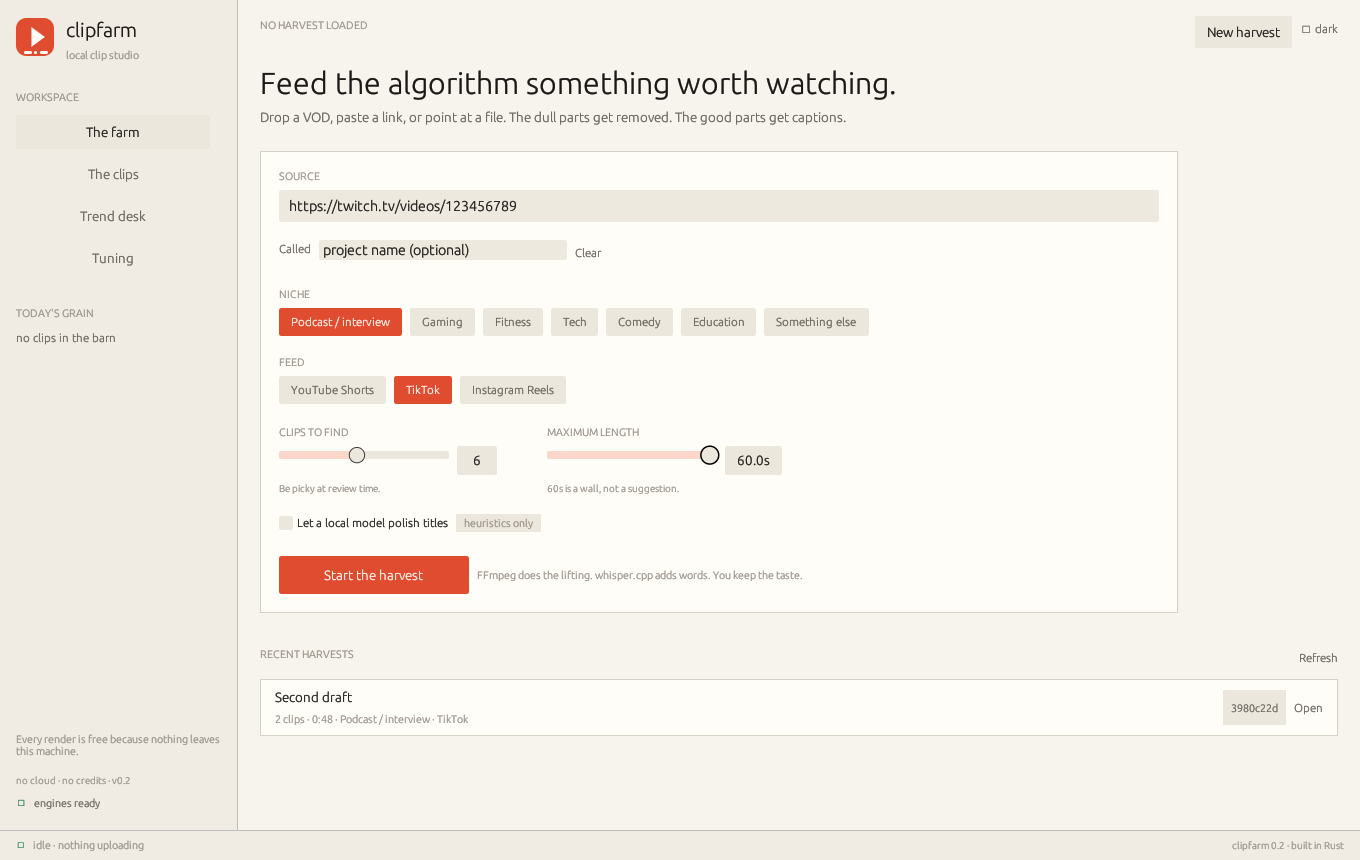 clipfarm
local clip studio
WORKSPACE
The farm
The clips
Trend desk
Tuning
TODAY'S GRAIN
no clips in the barn
Every render is free because nothing leaves
this machine.
no cloud · no credits · v0.2
engines ready
NO HARVEST LOADED
New harvest
dark
Feed the algorithm something worth watching.
Drop a VOD, paste a link, or point at a file. The dull parts get removed. The good parts get captions.
SOURCE
https://twitch.tv/videos/123456789
Called project name (optional) Clear
NICHE
Podcast / interview Gaming Fitness Tech Comedy Education Something else
FEED
YouTube Shorts TikTok Instagram Reels
CLIPS TO FIND MAXIMUM LENGTH
6 60.0s
Be picky at review time. 60s is a wall, not a suggestion.
Let a local model polish titles heuristics only
Start the harvest FFmpeg does the lifting. whisper.cpp adds words. You keep the taste.
RECENT HARVESTS Refresh
Second draft
2 clips · 0:48 · Podcast / interview · TikTok
3980c22d Open
idle · nothing uploading
clipfarm 0.2 · built in Rust